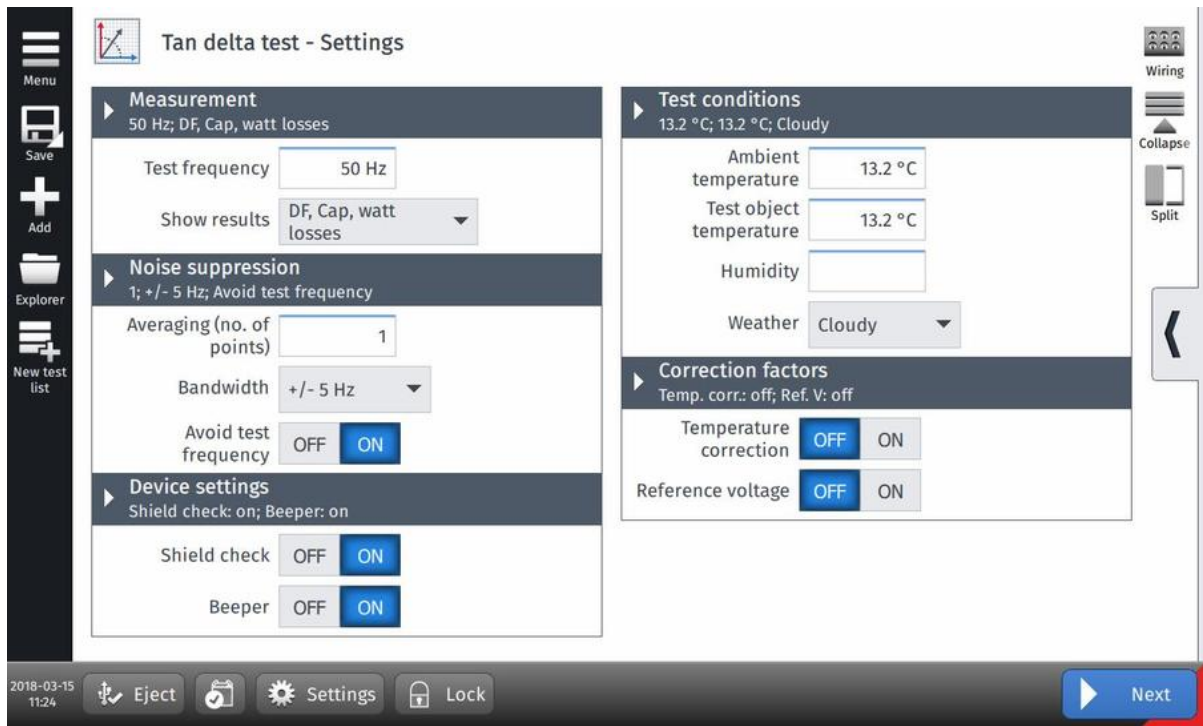 Menu
Save
Add
Explorer
New test
list
Tan delta test - Settings
Measurement
50 Hz; DF, Cap, watt losses
Test frequency 50 Hz
Show results DF, Cap, watt
losses
Noise suppression
1; +/- 5 Hz; Avoid test frequency
Averaging (no. of
points) 1
Bandwidth +/- 5 Hz
Avoid test
frequency OFF ON
Device settings
Shield check: on; Beeper: on
Shield check OFF ON
Beeper OFF ON
Test conditions
13.2 °C; 13.2 °C; Cloudy
Ambient
temperature 13.2 °C
Test object
temperature 13.2 °C
Humidity
Weather Cloudy
Correction factors
Temp. corr.: off; Ref. V: off
Temperature
correction OFF ON
Reference voltage OFF ON
Wiring
Collapse
Split
2018-03-15
11:24
Eject
Settings
Lock
Next